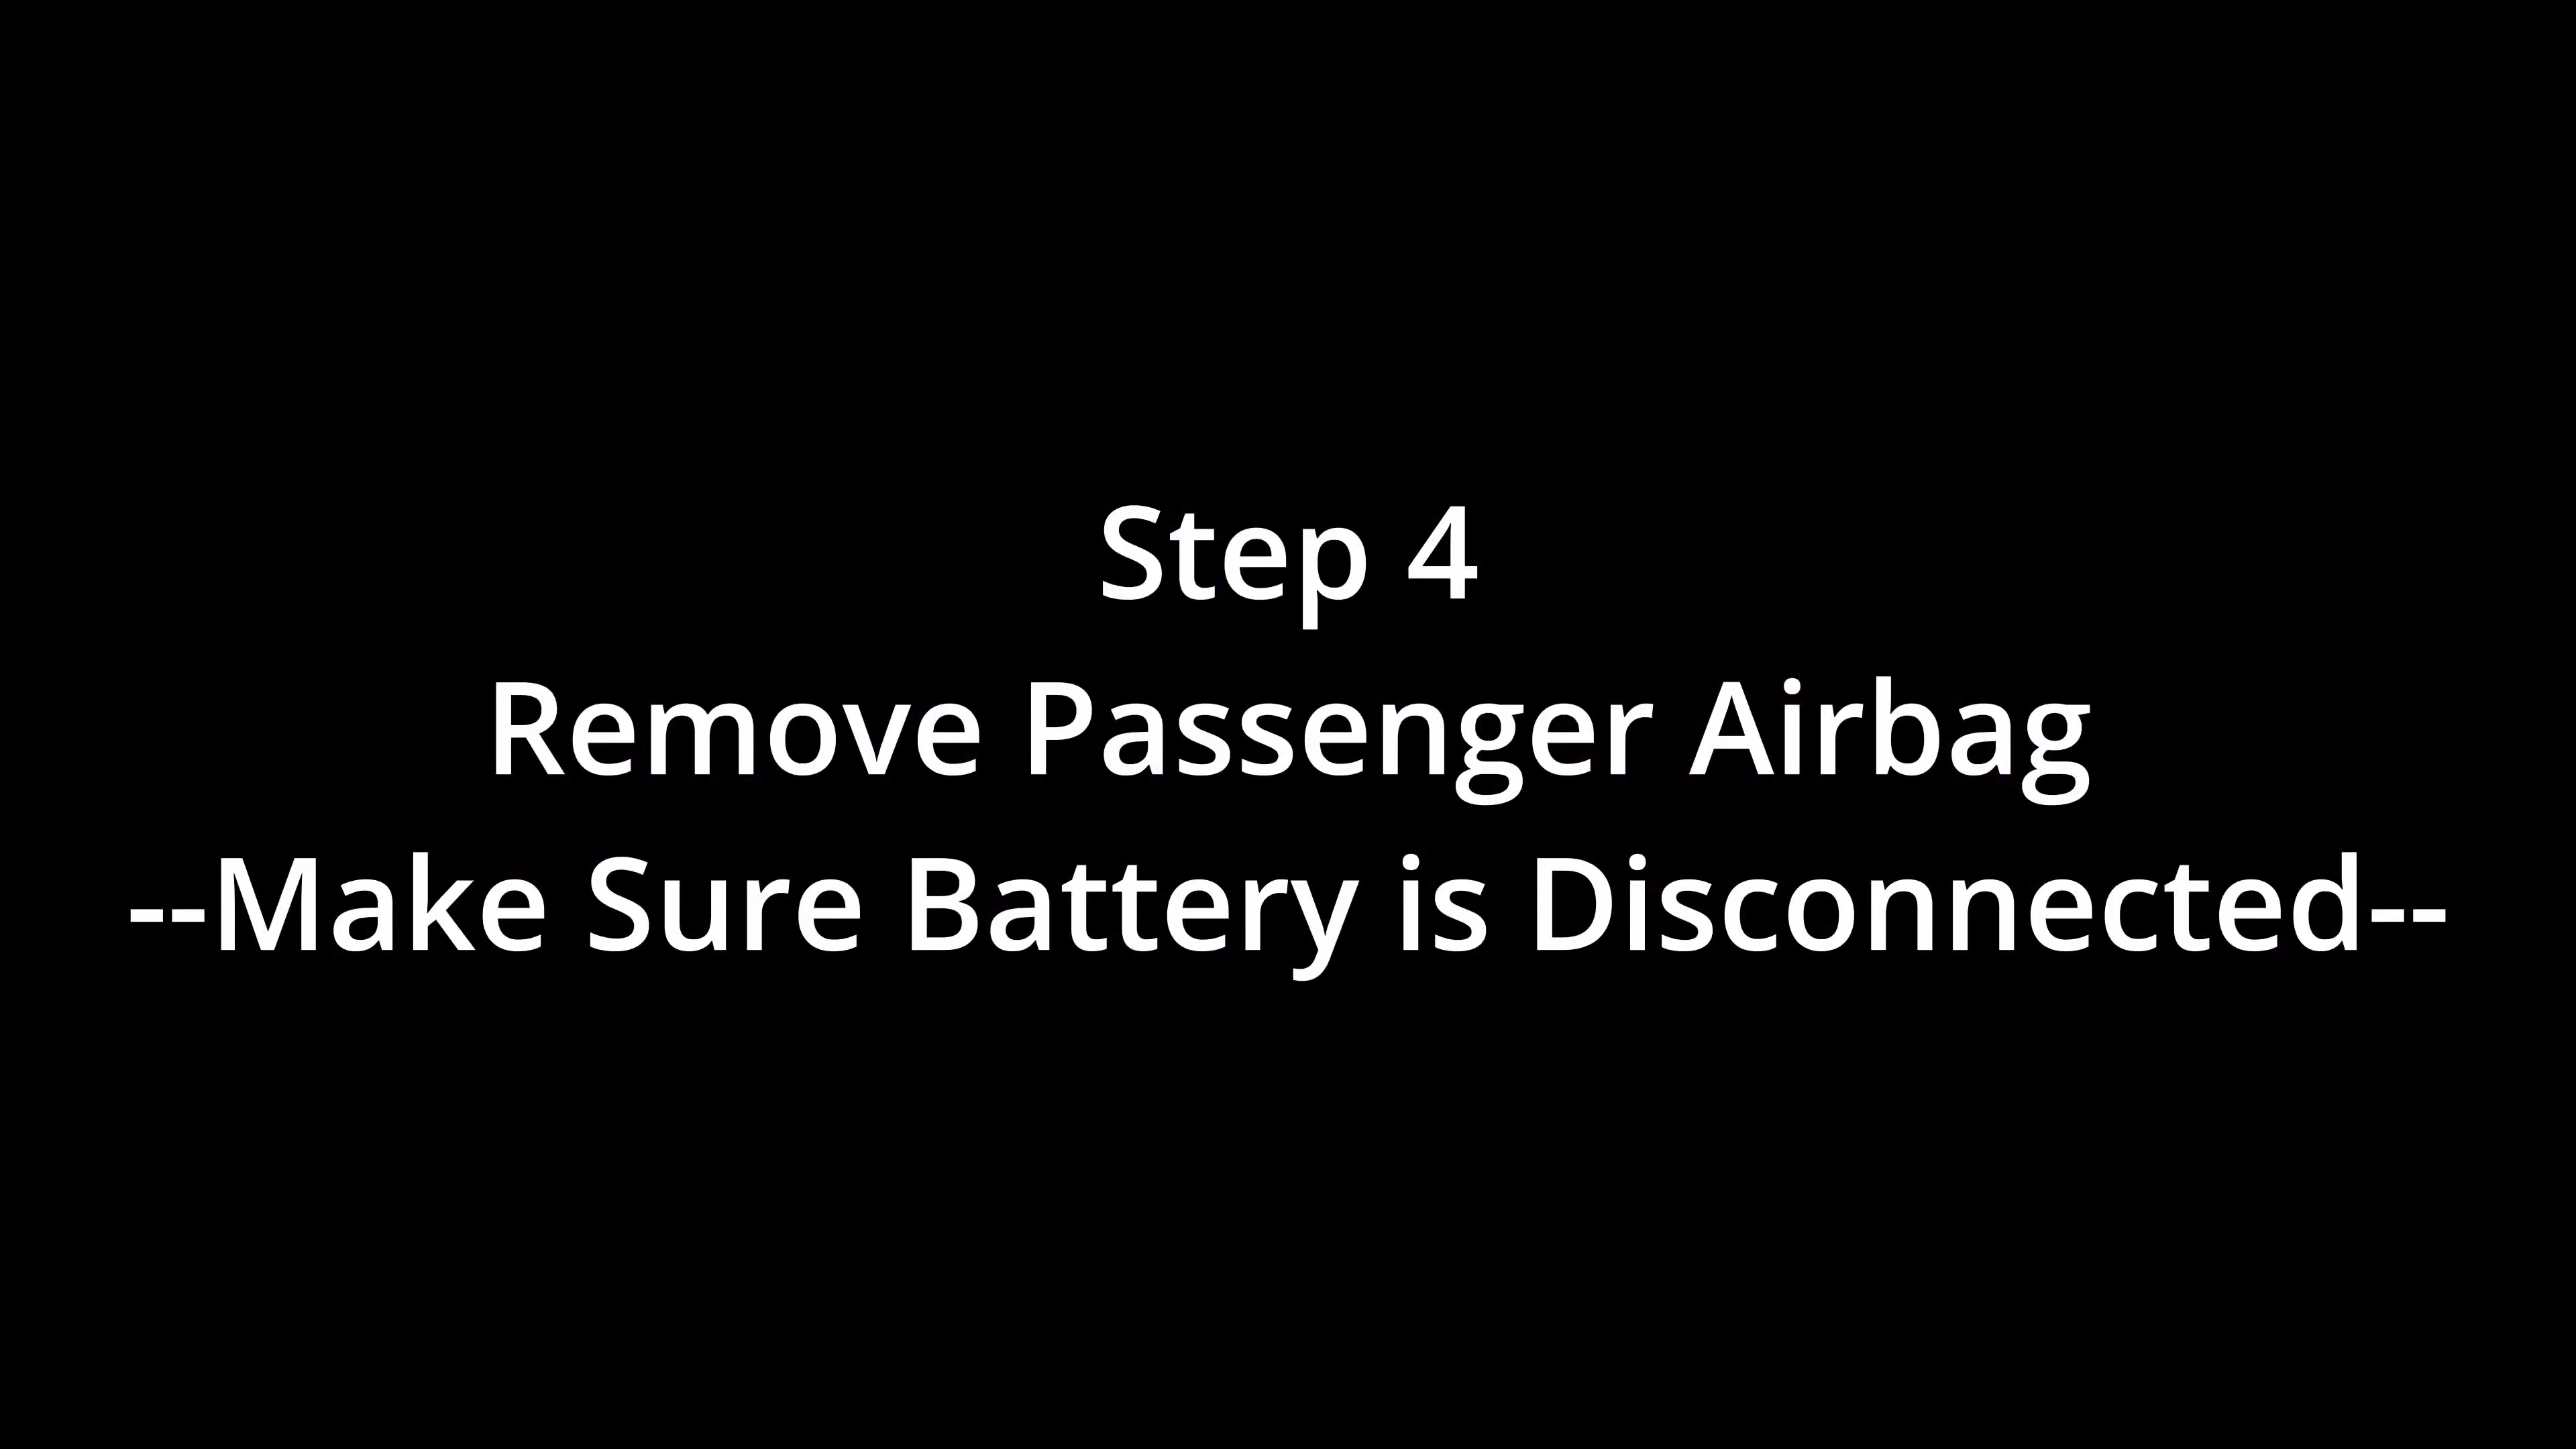 Step 4
Remove Passenger Airbag
--Make Sure Battery is Disconnected--